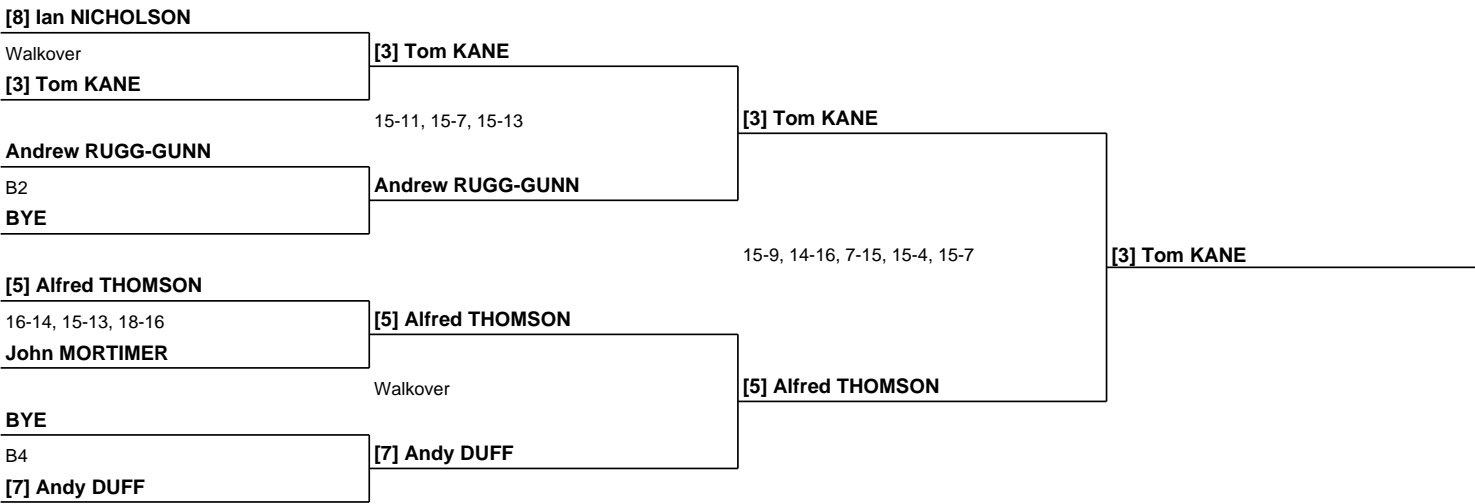 [8] Ian NICHOLSON
Walkover
[3] Tom KANE
Andrew RUGG-GUNN
B2
BYE
[5] Alfred THOMSON
16-14, 15-13, 18-16
John MORTIMER
BYE
B4
[7] Andy DUFF
[3] Tom KANE
15-11, 15-7, 15-13
Andrew RUGG-GUNN
[5] Alfred THOMSON
Walkover
[7] Andy DUFF
[3] Tom KANE
15-9, 14-16, 7-15, 15-4, 15-7
[5] Alfred THOMSON
[3] Tom KANE